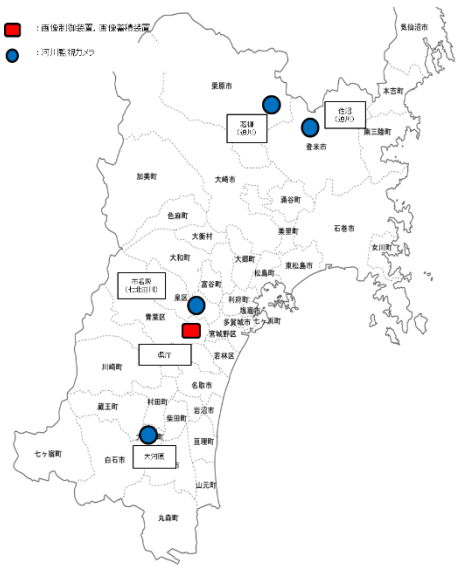 ：画像制御装置，画像蓄積装置
：河川監視カメラ
気仙沼市
栗原市
本吉町
佐沼
（迫川）
若柳
（迫川）
南三陸町
登米市
加美町
大崎市
涌谷町
色麻町
石巻市
美里町
大衡村
女川町
大和町
大郷町
東松島市
松島町
市名坂
（七北田川）
富谷町
泉区
利府町
塩竈市
青葉区
多賀城市
七ヶ浜町
宮城野区
県庁
若林区
川崎町
名取市
村田町
蔵王町
岩沼市
柴田町
亘理町
七ヶ宿町
白石市
大河原
市
山元町
丸森町